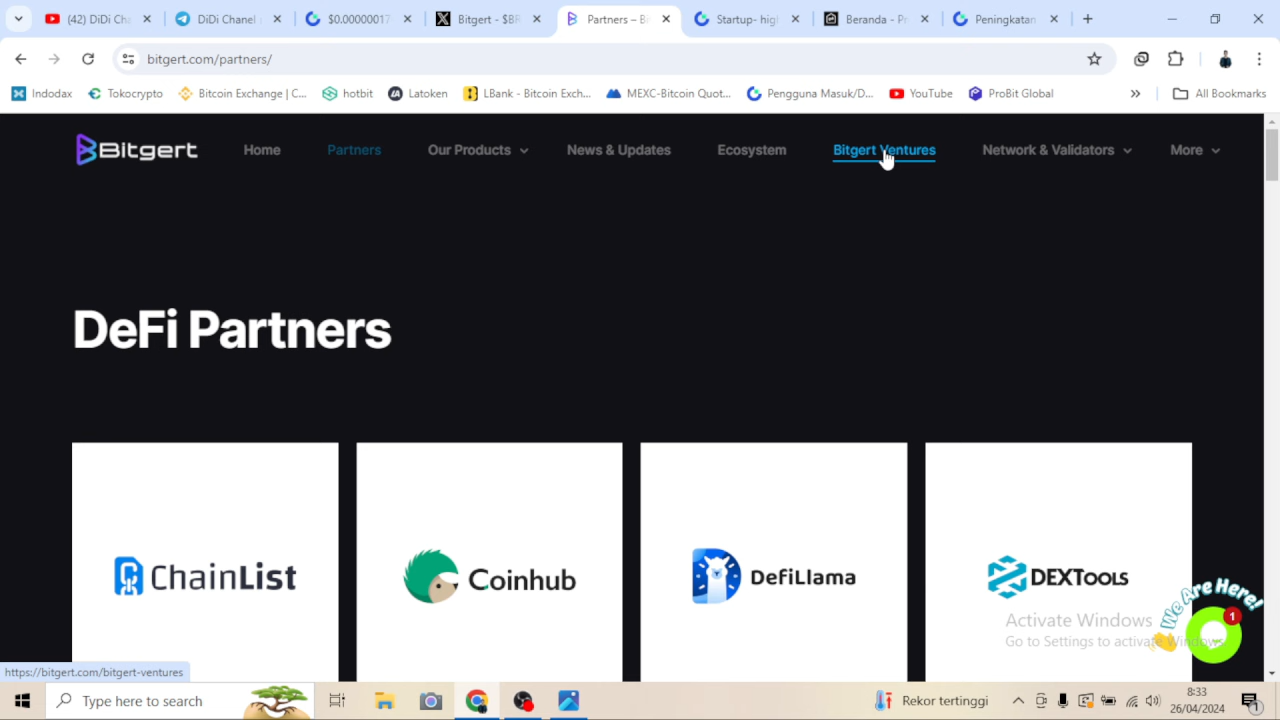 (42) DiDi Ch
DiDi Chanel
$0.00000017
Bitgert - $BR
Partners – Bi
Startup- hig
Beranda - Pr
Peningkatan
bitgert.com/partners/
Indodax
Tokocrypto
Bitcoin Exchange | C...
hotbit
Latoken
LBank - Bitcoin Exch...
MEXC-Bitcoin Quot...
Pengguna Masuk/D...
YouTube
ProBit Global
»
All Bookmarks
Bitgert
Home
Partners
Our Products
News & Updates
Ecosystem
Bitgert Ventures
Network & Validators
More
DeFi Partners
ChainList
Coinhub
DefiLlama
DEXTools
We Are Here!
1
Activate Windows
Go to Settings to activate Windows.
https://bitgert.com/bitgert-ventures
Type here to search
Rekor tertinggi
8:33
26/04/2024
1